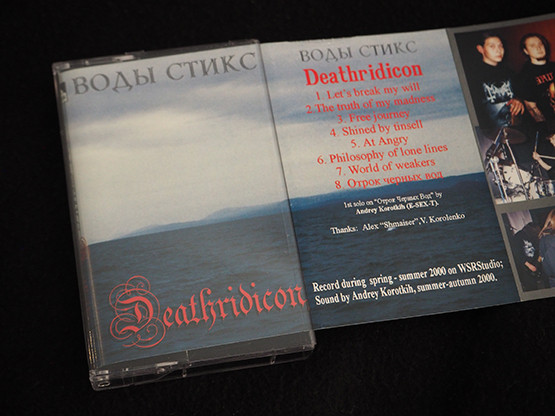 ВОДЫ СТИКС
Deathridicon
ВОДЫ СТИКС
Deathridicon
1. Let's break my will
2. The truth of my madness
3. Free journey
4. Shined by tinsell
5. At Angry
6. Philosophy of lone lines
7. World of weakers
8 Отрок черных вод
1st solo on "Отрок Черных Вод" by
Andrey Korotkih (E-SEX-T).
Thanks: Alex "Shmaiser", V. Korolenko
Record during spring - summer 2000 on WSRStudio;
Sound by Andrey Korotkih, summer-autumn 2000.